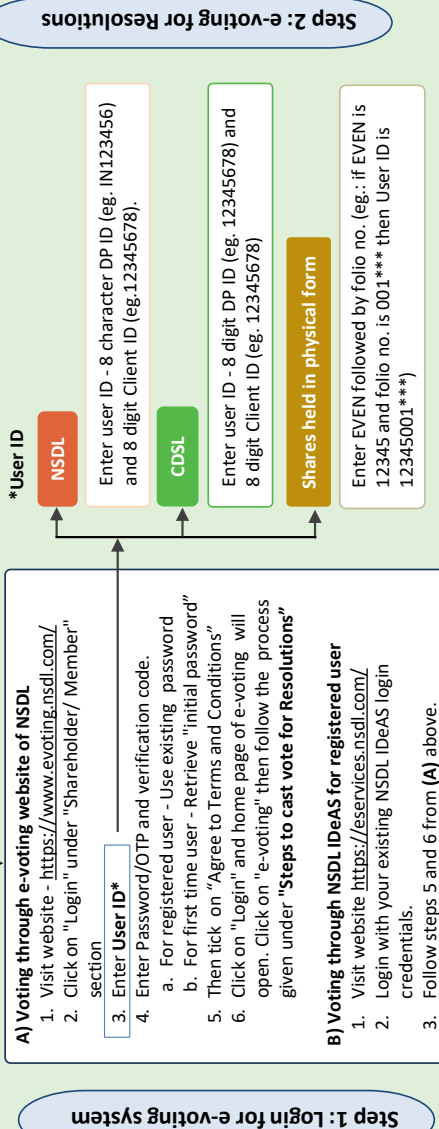 Step 1: Login for e-voting system
A) Voting through e-voting website of NSDL
1. Visit website - https://www.evoting.nsdl.com/
2. Click on "Login" under "Shareholder/ Member"
section
3. Enter User ID*
4. Enter Password/OTP and verification code.
a. For registered user - Use existing password
b. For first time user - Retrieve "initial password"
5. Then tick on “Agree to Terms and Conditions”
6. Click on "Login" and home page of e-voting will
open. Click on "e-voting" then follow the process
given under "Steps to cast vote for Resolutions”
B) Voting through NSDL IDeAS for registered user
1. Visit website https://eservices.nsdl.com/
2. Login with your existing NSDL IDeAS login
credentials.
3. Follow steps 5 and 6 from (A) above.
*User ID
NSDL
Enter user ID - 8 character DP ID (eg. IN123456)
and 8 digit Client ID (eg.12345678).
CDSL
Enter user ID - 8 digit DP ID (eg. 12345678) and
8 digit Client ID (eg. 12345678)
Shares held in physical form
Enter EVEN followed by folio no. (eg.: if EVEN is
12345 and folio no. is 001*** then User ID is
12345001***)
Step 2: e-voting for Resolutions